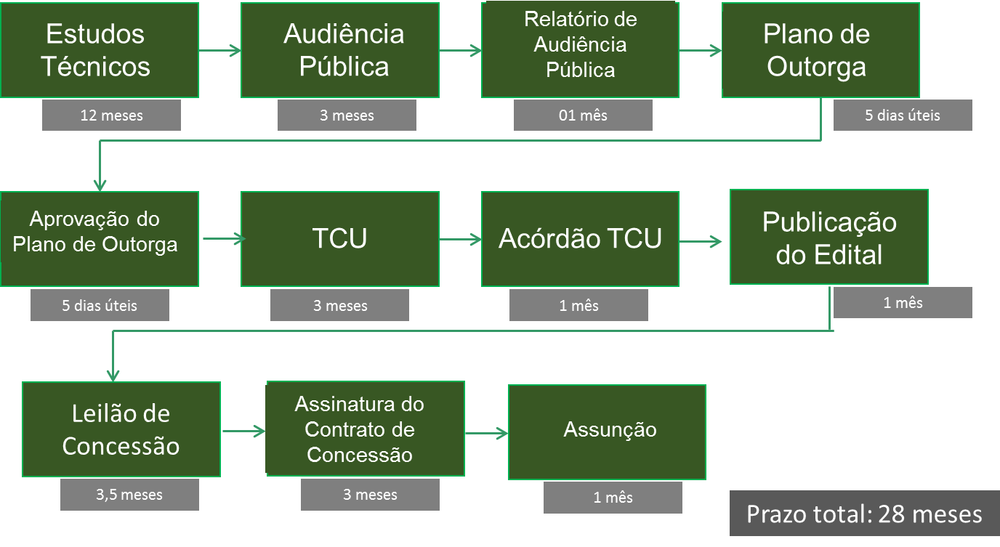 Estudos
Técnicos
12 meses
Audiência
Pública
3 meses
Relatório de
Audiência
Pública
01 mês
Plano de
Outorga
5 dias úteis
Aprovação do
Plano de Outorga
5 dias úteis
TCU
3 meses
Acórdão TCU
1 mês
Publicação
do Edital
1 mês
Leilão de
Concessão
3,5 meses
Assinatura do
Contrato de
Concessão
3 meses
Assunção
1 mês
Prazo total: 28 meses